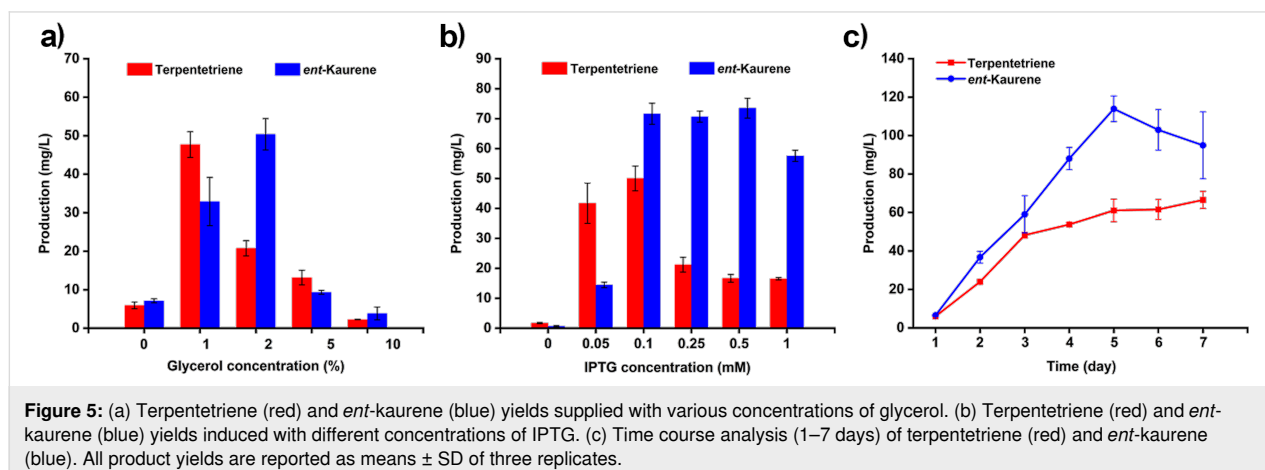 a)
70
60
50
40
30
20
10
0
Production (mg/L)
Terpentetriene
ent-Kaurene
0 1 2 5 10
Glycerol concentration (%)
b)
90
80
70
60
50
40
30
20
10
0
Production (mg/L)
Terpentetriene
ent-Kaurene
0 0.05 0.1 0.25 0.5 1
IPTG concentration (mM)
c)
140
120
100
80
60
40
20
0
Production (mg/L)
Terpentetriene
ent-Kaurene
1 2 3 4 5 6 7
Time (day)
Figure 5: (a) Terpentetriene (red) and ent-kaurene (blue) yields supplied with various concentrations of glycerol. (b) Terpentetriene (red) and ent-
kaurene (blue) yields induced with different concentrations of IPTG. (c) Time course analysis (1–7 days) of terpentetriene (red) and ent-kaurene
(blue). All product yields are reported as means ± SD of three replicates.